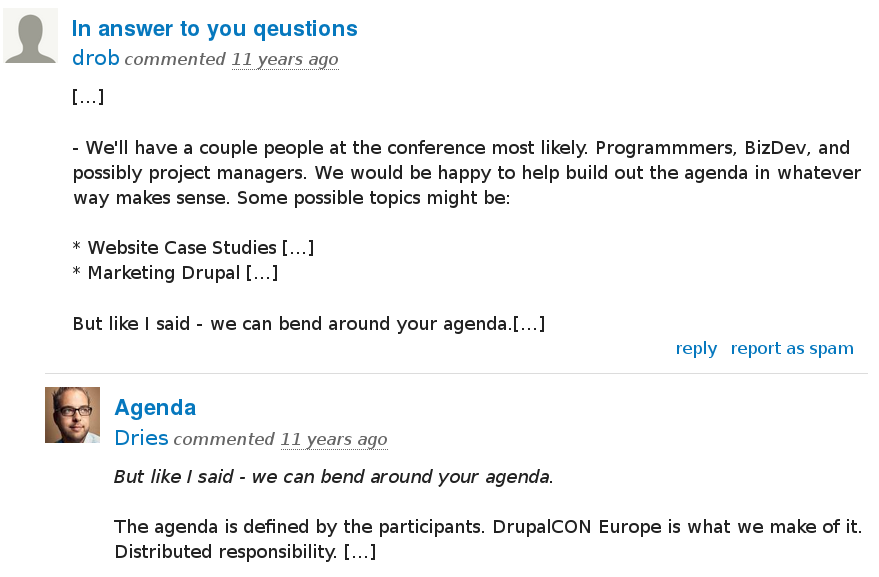 In answer to you qeustions
drob commented 11 years ago
[...]
- We'll have a couple people at the conference most likely. Programmmers, BizDev, and
possibly project managers. We would be happy to help build out the agenda in whatever
way makes sense. Some possible topics might be:
* Website Case Studies [...]
* Marketing Drupal [...]
But like I said - we can bend around your agenda.[...]
reply report as spam
Agenda
Dries commented 11 years ago
But like I said - we can bend around your agenda.
The agenda is defined by the participants. DrupalCON Europe is what we make of it.
Distributed responsibility. [...]